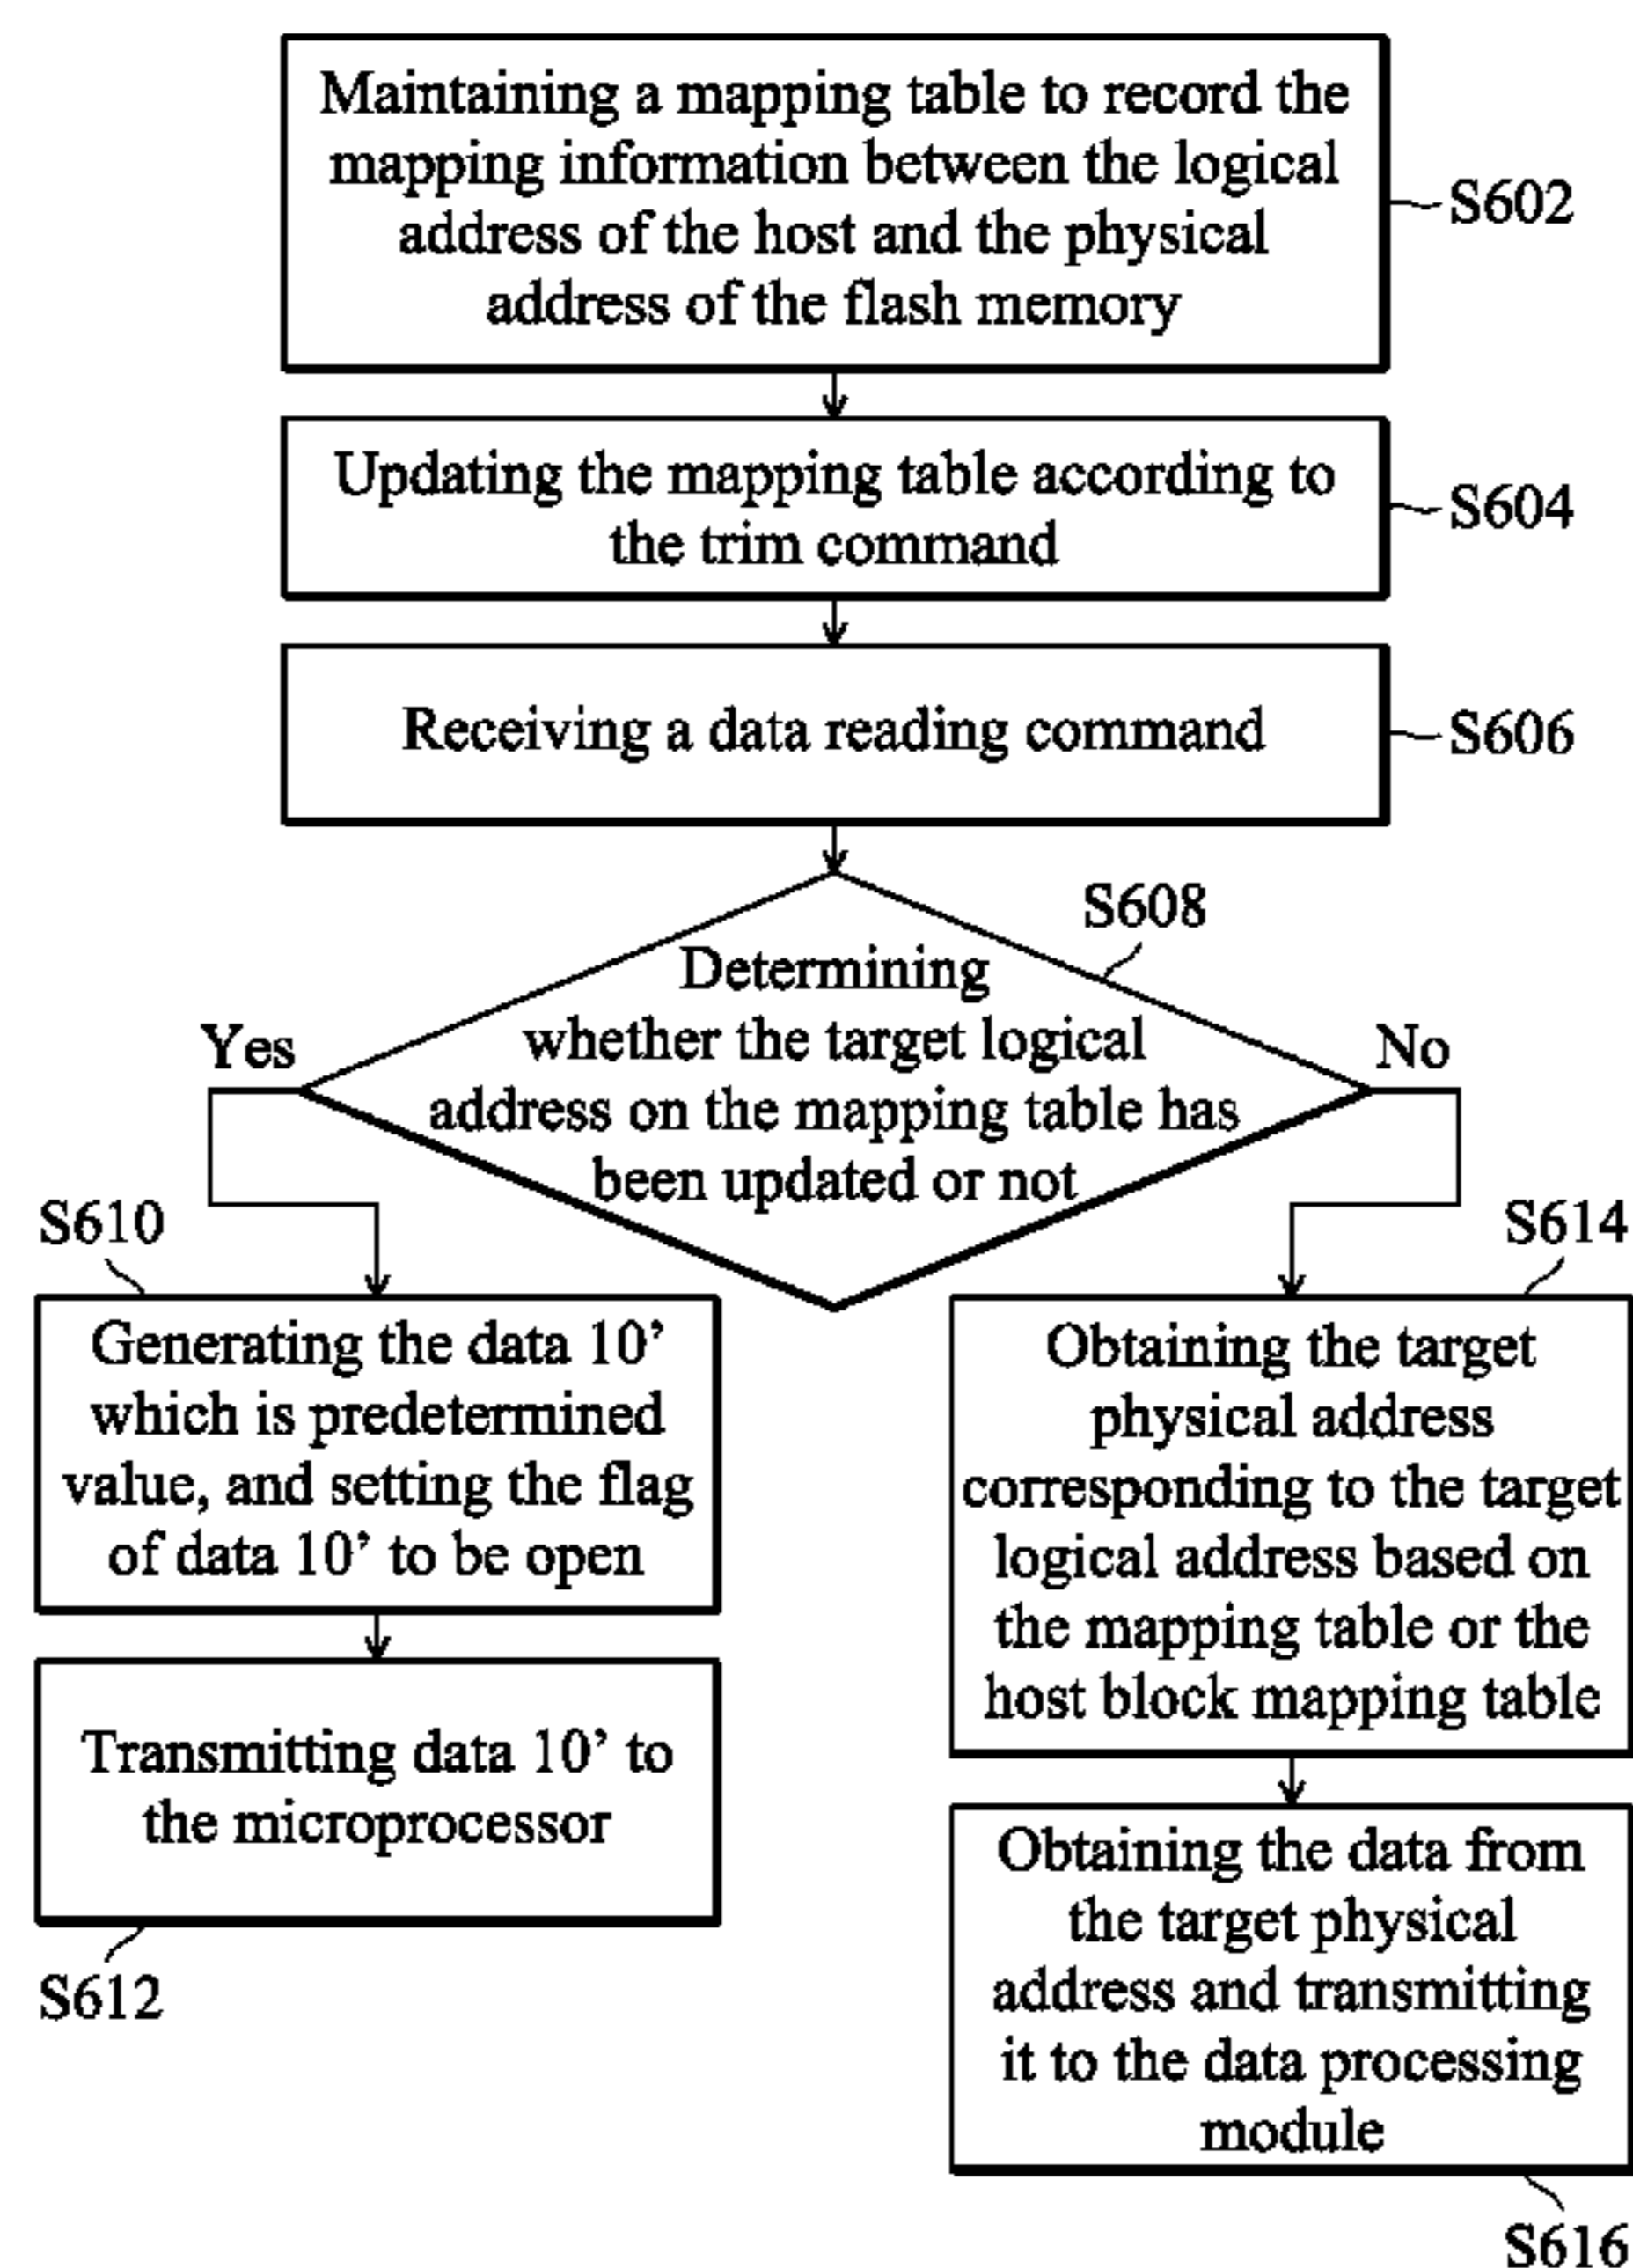 Maintaining a mapping table to record the
mapping information between the logical
address of the host and the physical
address of the flash memory
S602
Updating the mapping table according to
the trim command
S604
Receiving a data reading command
S606
S608
Determining
whether the target logical
address on the mapping table has
been updated or not
Yes
No
S610
Generating the data 10’
which is predetermined
value, and setting the flag
of data 10’ to be open
Transmitting data 10’ to
the microprocessor
S612
S614
Obtaining the target
physical address
corresponding to the target
logical address based on
the mapping table or the
host block mapping table
Obtaining the data from
the target physical
address and transmitting
it to the data processing
module
S616